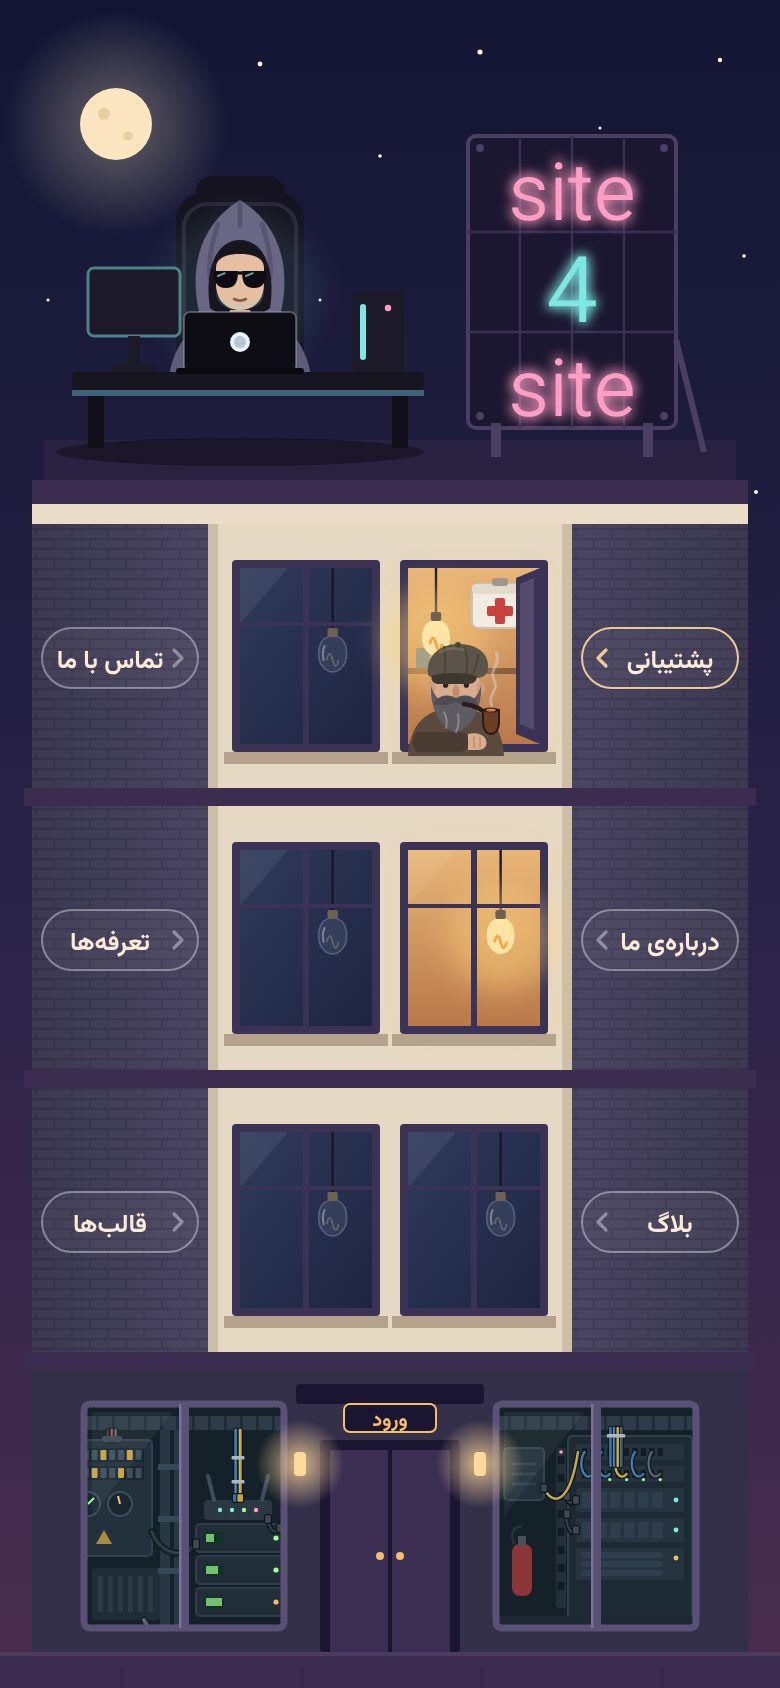 site
4
site
پشتیبانی
تماس با ما
درباره‌ی ما
تعرفه‌ها
بلاگ
قالب‌ها
ورود